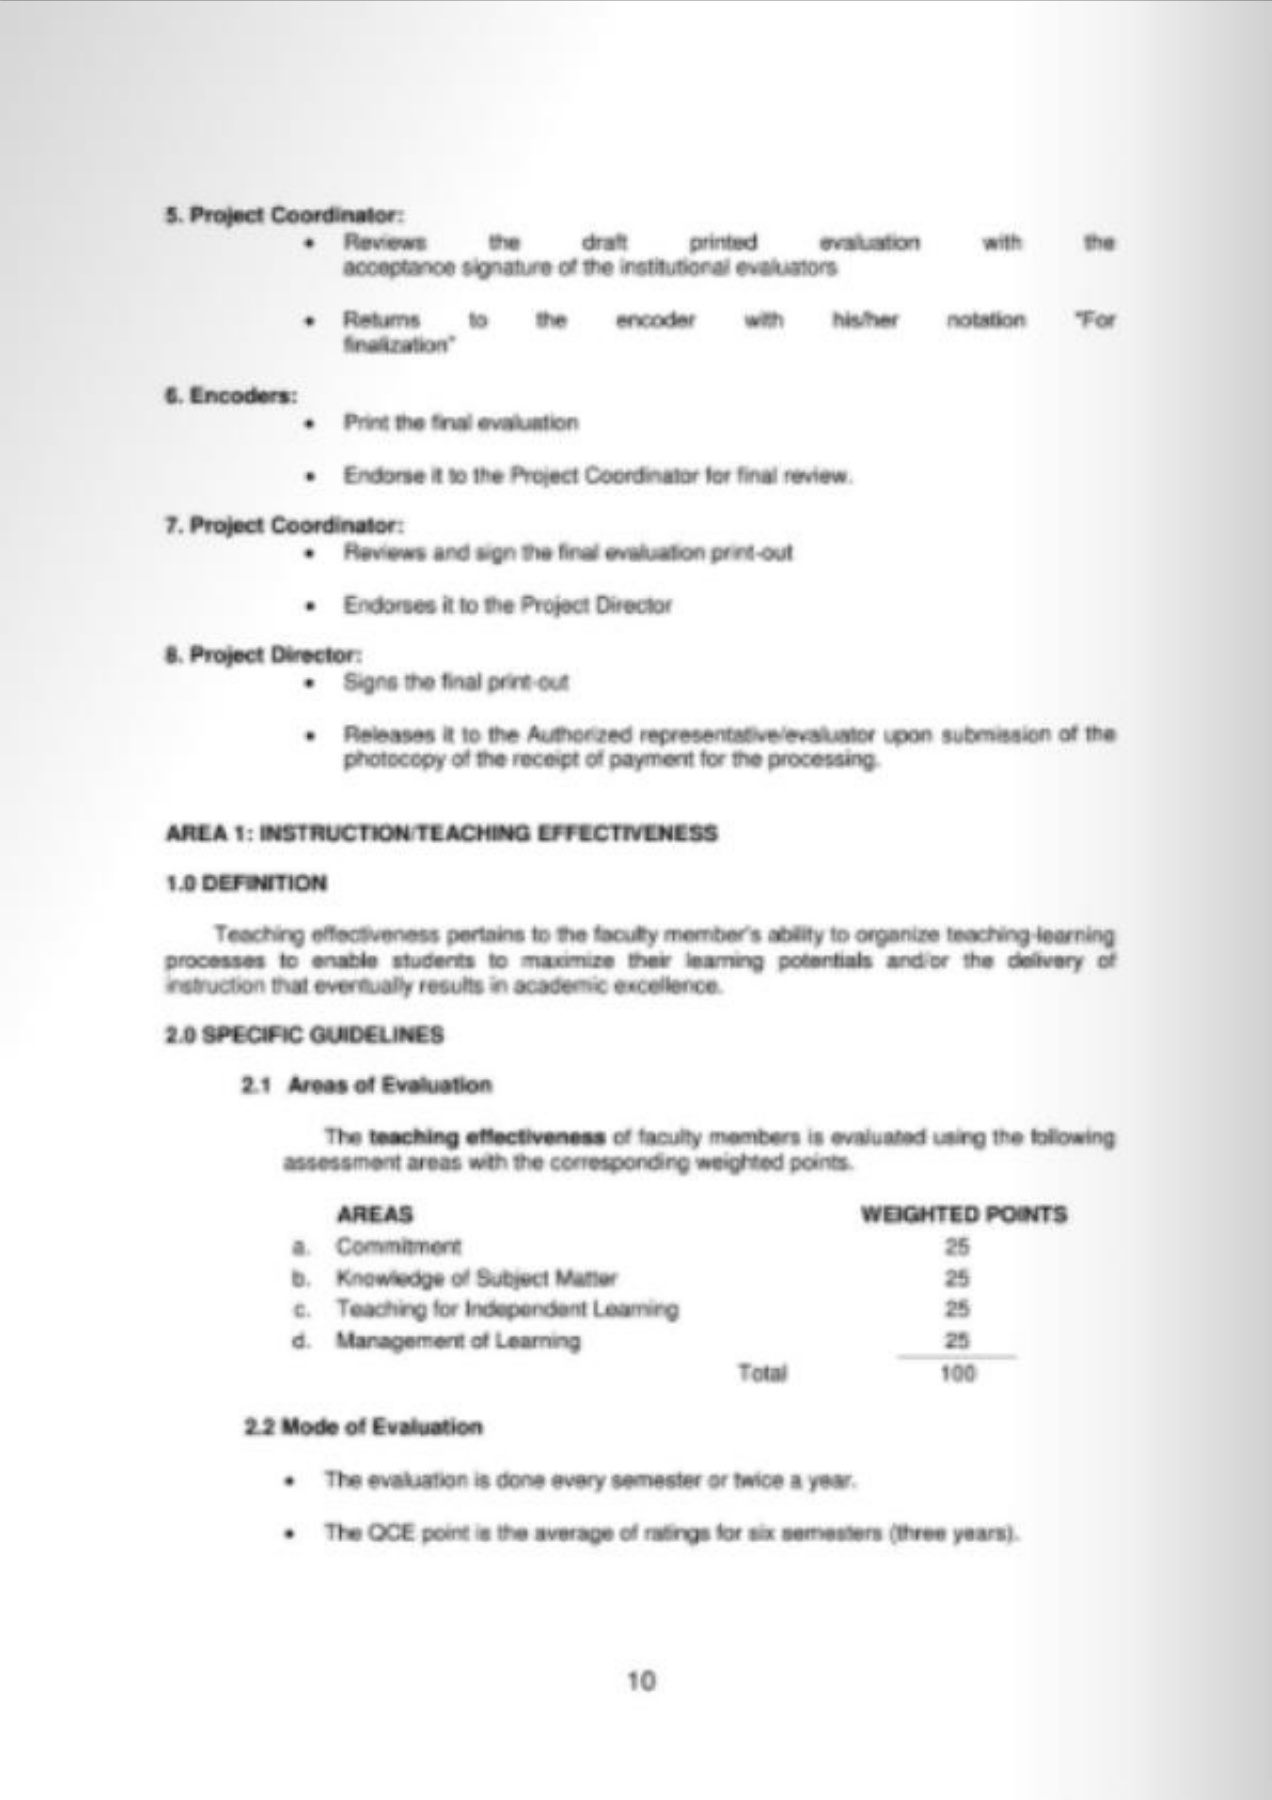 5. Project Coordinator:
• Reviews the draft printed evaluation with the
acceptance signature of the institutional evaluators
• Returns to the encoder with his/her notation "For
finalization"
6. Encoders:
• Print the final evaluation
• Endorse it to the Project Coordinator for final review.
7. Project Coordinator:
• Reviews and sign the final evaluation print-out
• Endorses it to the Project Director
8. Project Director:
• Signs the final print-out
• Releases it to the Authorized representative/evaluator upon submission of the
photocopy of the receipt of payment for the processing.
AREA 1: INSTRUCTION/TEACHING EFFECTIVENESS
1.0 DEFINITION
Teaching effectiveness pertains to the faculty member's ability to organize teaching-learning
processes to enable students to maximize their learning potentials and/or the delivery of
instruction that eventually results in academic excellence.
2.0 SPECIFIC GUIDELINES
2.1 Areas of Evaluation
The teaching effectiveness of faculty members is evaluated using the following
assessment areas with the corresponding weighted points.
AREAS WEIGHTED POINTS
a. Commitment 25
b. Knowledge of Subject Matter 25
c. Teaching for Independent Learning 25
d. Management of Learning 25
Total 100
2.2 Mode of Evaluation
• The evaluation is done every semester or twice a year.
• The QCE point is the average of ratings for six semesters (three years).
10